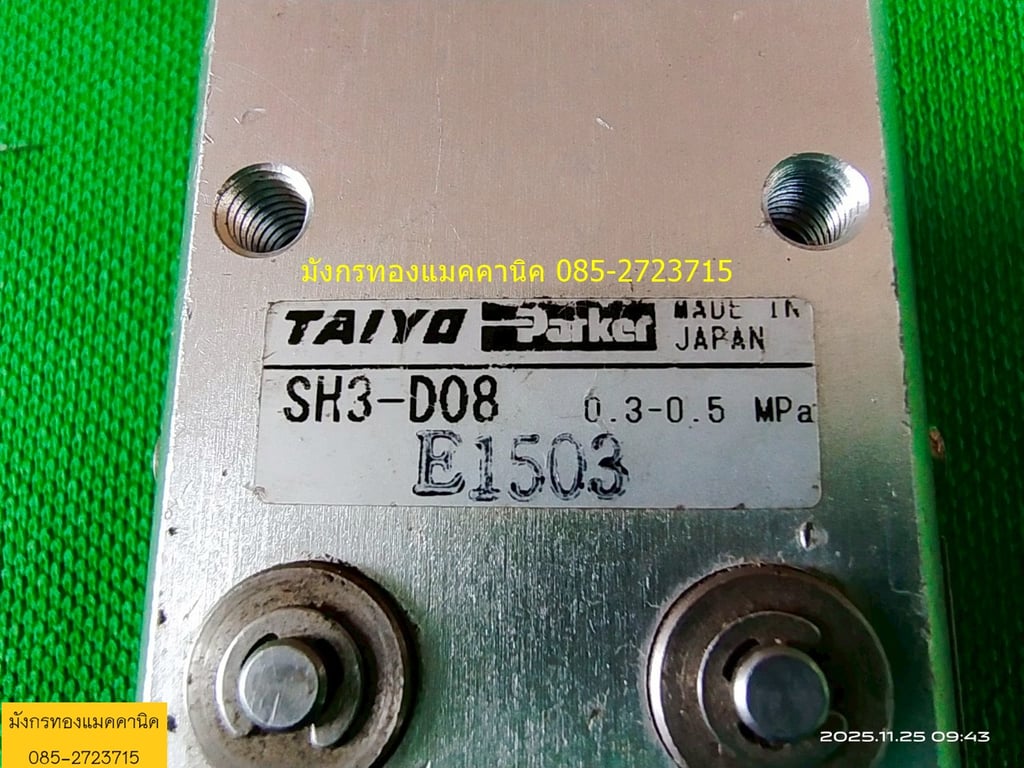 มังกรทองแมคคานิค 085-2723715
TAIYO Parker MADE IN
JAPAN
SH3-D08 0.3-0.5 MPa
E1503
มังกรทองแมคคานิค
085-2723715
2025.11.25 09:43